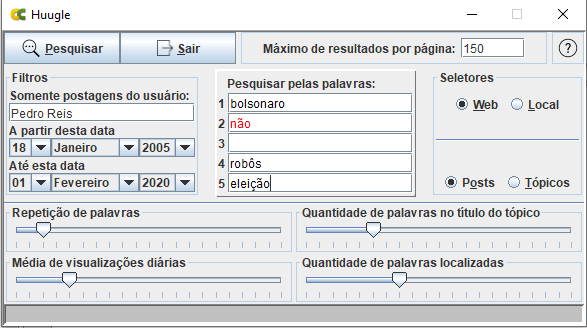 Huugle
Pesquisar
Sair
Máximo de resultados por página: 150
?
Filtros
Somente postagens do usuário:
Pedro Reis
A partir desta data
18 Janeiro 2005
Até esta data
01 Fevereiro 2020
Pesquisar pelas palavras:
1 bolsonaro
2 não
3
4 robôs
5 eleição
Seletores
Web Local
Posts Tópicos
Repetição de palavras
Quantidade de palavras no título do tópico
Média de visualizações diárias
Quantidade de palavras localizadas